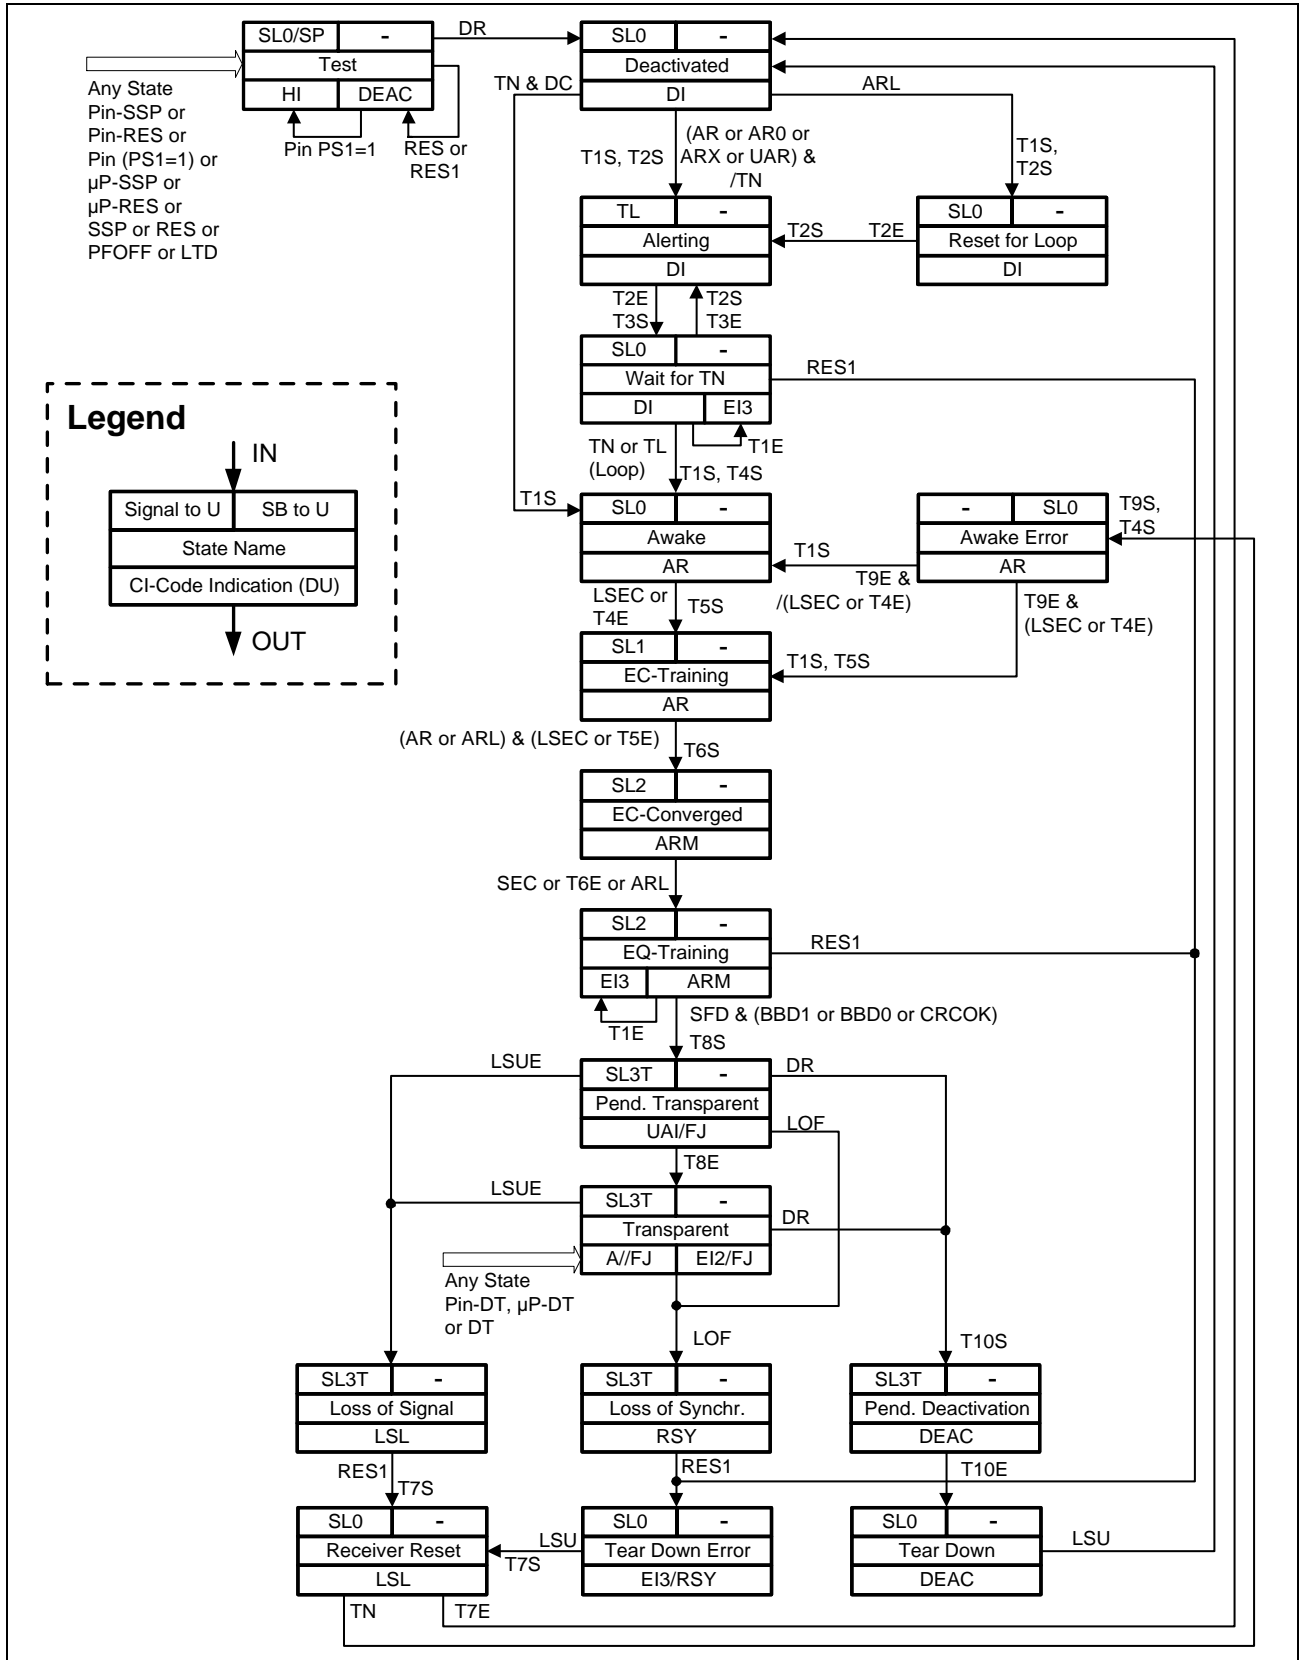 SL0/SP -
Test
HI DEAC
DR
Any State
Pin-SSP or
Pin-RES or
Pin (PS1=1) or
µP-SSP or
µP-RES or
SSP or RES or
PFOFF or LTD
Pin PS1=1
RES or
RES1
SL0 -
Deactivated
DI
TN & DC
ARL
T1S, T2S
(AR or AR0 or
ARX or UAR) &
/TN
T1S,
T2S
TL -
Alerting
DI
T2S T2E
SL0 -
Reset for Loop
DI
T2E
T3S
T2S
T3E
SL0 -
Wait for TN
DI EI3
RES1
T1E
TN or TL
(Loop)
T1S, T4S
T1S
Legend
IN
Signal to U SB to U
State Name
CI-Code Indication (DU)
OUT
SL0 -
Awake
AR
- SL0
Awake Error
AR
T9S,
T4S
T1S
T9E &
/(LSEC or T4E)
T9E &
(LSEC or T4E)
LSEC or
T4E
T5S
SL1 -
EC-Training
AR
T1S, T5S
(AR or ARL) & (LSEC or T5E)
T6S
SL2 -
EC-Converged
ARM
SEC or T6E or ARL
SL2 -
EQ-Training
EI3 ARM
RES1
T1E
SFD & (BBD1 or BBD0 or CRCOK)
T8S
LSUE
SL3T -
Pend. Transparent
UAI/FJ
DR
LOF
T8E
LSUE
SL3T -
Transparent
A//FJ EI2/FJ
DR
Any State
Pin-DT, µP-DT
or DT
LOF
T10S
SL3T -
Loss of Signal
LSL
SL3T -
Loss of Synchr.
RSY
SL3T -
Pend. Deactivation
DEAC
RES1
T7S
RES1
T10E
SL0 -
Receiver Reset
LSL
LSU
T7S
SL0 -
Tear Down Error
EI3/RSY
SL0 -
Tear Down
DEAC
LSU
TN
T7E